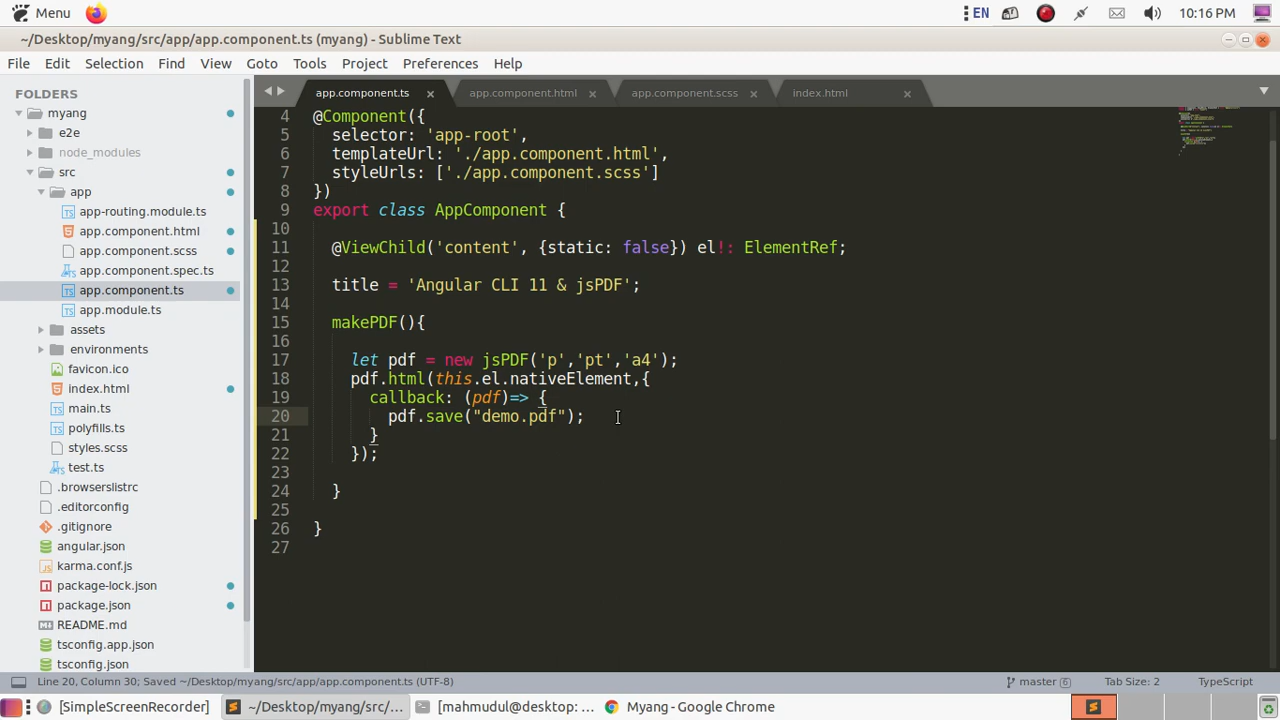 Menu EN 10:16 PM
~/Desktop/myang/src/app/app.component.ts (myang) - Sublime Text
File Edit Selection Find View Goto Tools Project Preferences Help
FOLDERS
myang
e2e
node_modules
src
app
app-routing.module.ts
app.component.html
app.component.scss
app.component.spec.ts
app.component.ts
app.module.ts
assets
environments
favicon.ico
index.html
main.ts
polyfills.ts
styles.scss
test.ts
.browserslistrc
.editorconfig
.gitignore
angular.json
karma.conf.js
package-lock.json
package.json
README.md
tsconfig.app.json
tsconfig.json
app.component.ts app.component.html app.component.scss index.html
4 @Component({
5 selector: 'app-root',
6 templateUrl: './app.component.html',
7 styleUrls: ['./app.component.scss']
8 })
9 export class AppComponent {
10
11 @ViewChild('content', {static: false}) el!: ElementRef;
12
13 title = 'Angular CLI 11 & jsPDF';
14
15 makePDF(){
16
17 let pdf = new jsPDF('p','pt','a4');
18 pdf.html(this.el.nativeElement,{
19 callback: (pdf)=> {
20 pdf.save("demo.pdf");
21 }
22 });
23
24 }
25
26 }
27
Line 20, Column 30; Saved ~/Desktop/myang/src/app/app.component.ts (UTF-8) master 6 Tab Size: 2 TypeScript
[SimpleScreenRecorder] ~/Desktop/myang/src/... [mahmudul@desktop: ... Myang - Google Chrome